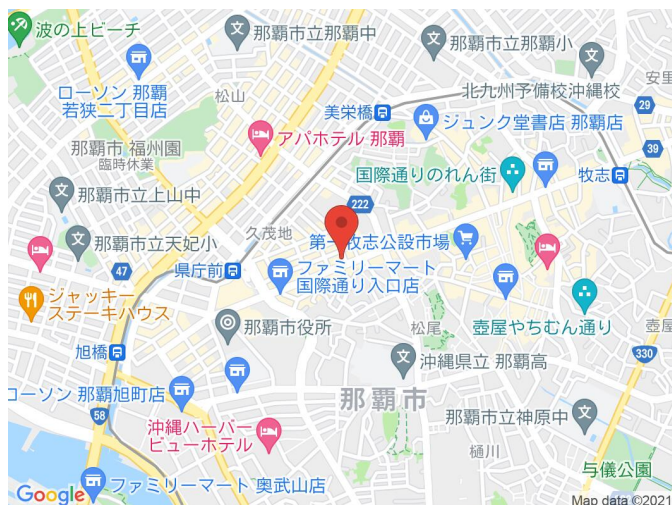 波の上ビーチ
那覇市立那覇中
那覇市立那覇小
ローソン 那覇
若狭二丁目店
松山
北九州予備校沖縄校
安里
29
美栄橋
ジュンク堂書店 那覇店
アパホテル 那覇
39
那覇市 福州園
臨時休業
国際通りのれん街
牧志
那覇市立上山中
222
久茂地
那覇市立天妃小
第一牧志公設市場
47
県庁前
ファミリーマート
国際通り入口店
ジャッキー
ステーキハウス
那覇市役所
松尾
壺屋やちむん通り
壺屋
旭橋
沖縄県立 那覇高
330
ローソン 那覇旭町店
那覇市
58
沖縄ハーバー
ビューホテル
那覇市立神原中
樋川
与儀公園
ファミリーマート 奥武山店
Google
Map data ©2021